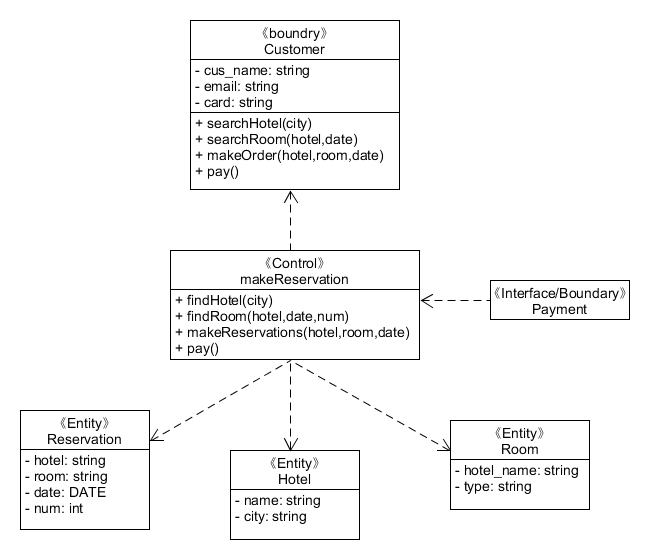 《boundry》
Customer
- cus_name: string
- email: string
- card: string
+ searchHotel(city)
+ searchRoom(hotel,date)
+ makeOrder(hotel,room,date)
+ pay()
《Control》
makeReservation
+ findHotel(city)
+ findRoom(hotel,date,num)
+ makeReservations(hotel,room,date)
+ pay()
《Interface/Boundary》
Payment
《Entity》
Reservation
- hotel: string
- room: string
- date: DATE
- num: int
《Entity》
Hotel
- name: string
- city: string
《Entity》
Room
- hotel_name: string
- type: string